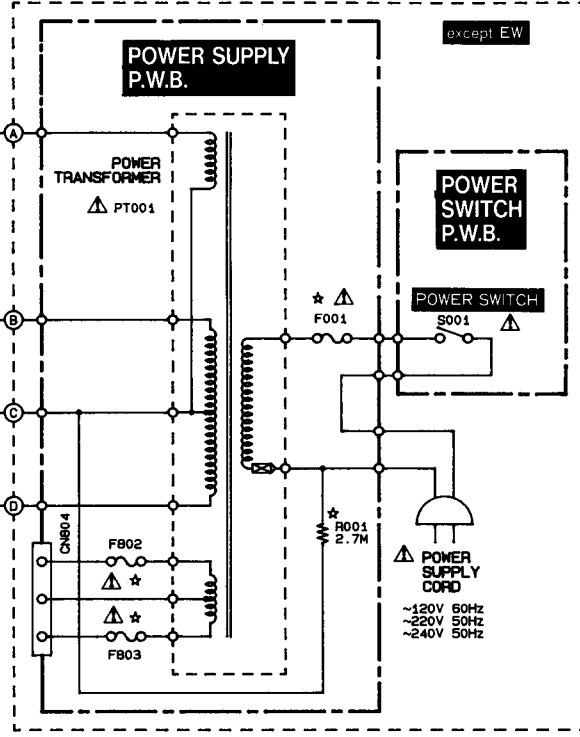 except EW
POWER SUPPLY
P.W.B.
A
POWER
TRANSFORMER
PT001
POWER
SWITCH
P.W.B.
POWER SWITCH
S001
☆
F001
B
C
D
CN804
F802
☆
☆
F803
☆
R001
2.7M
POWER
SUPPLY
CORD
~120V 60Hz
~220V 50Hz
~240V 50Hz